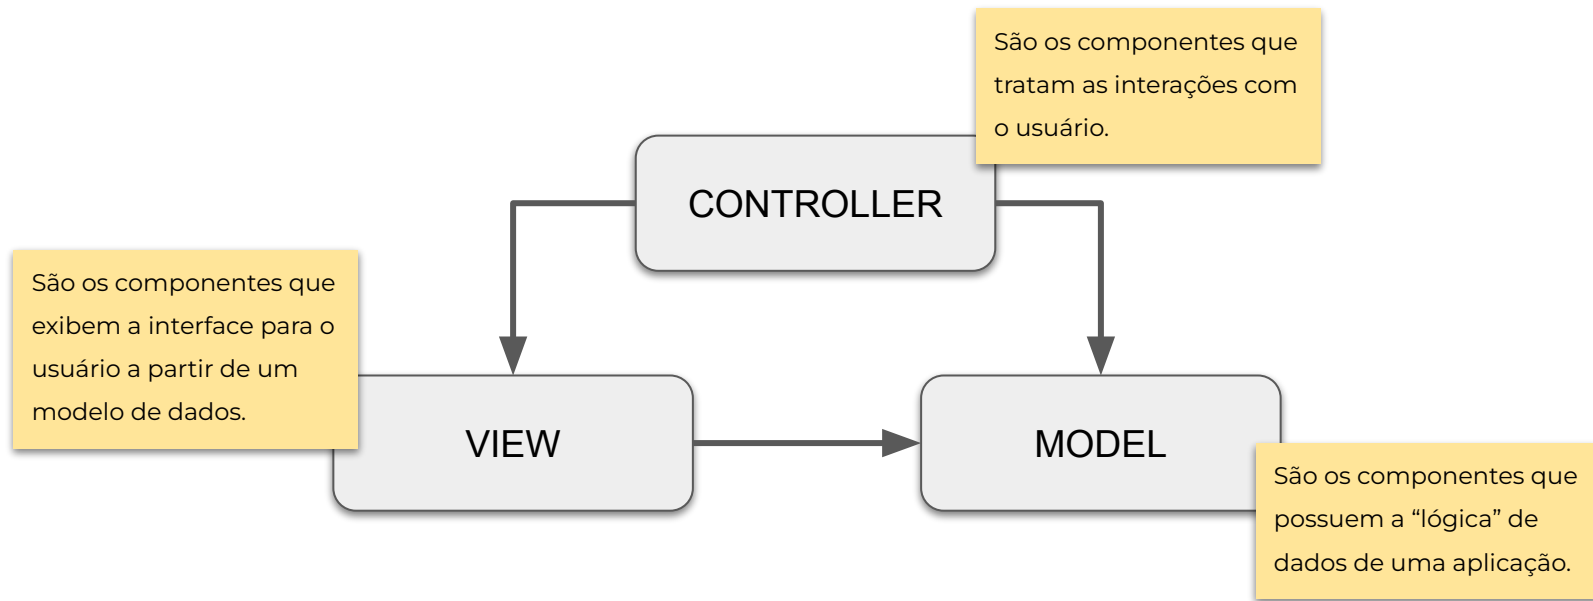 São os componentes que
tratam as interações com
o usuário.
CONTROLLER
São os componentes que
exibem a interface para o
usuário a partir de um
modelo de dados.
VIEW
MODEL
São os componentes que
possuem a “lógica” de
dados de uma aplicação.